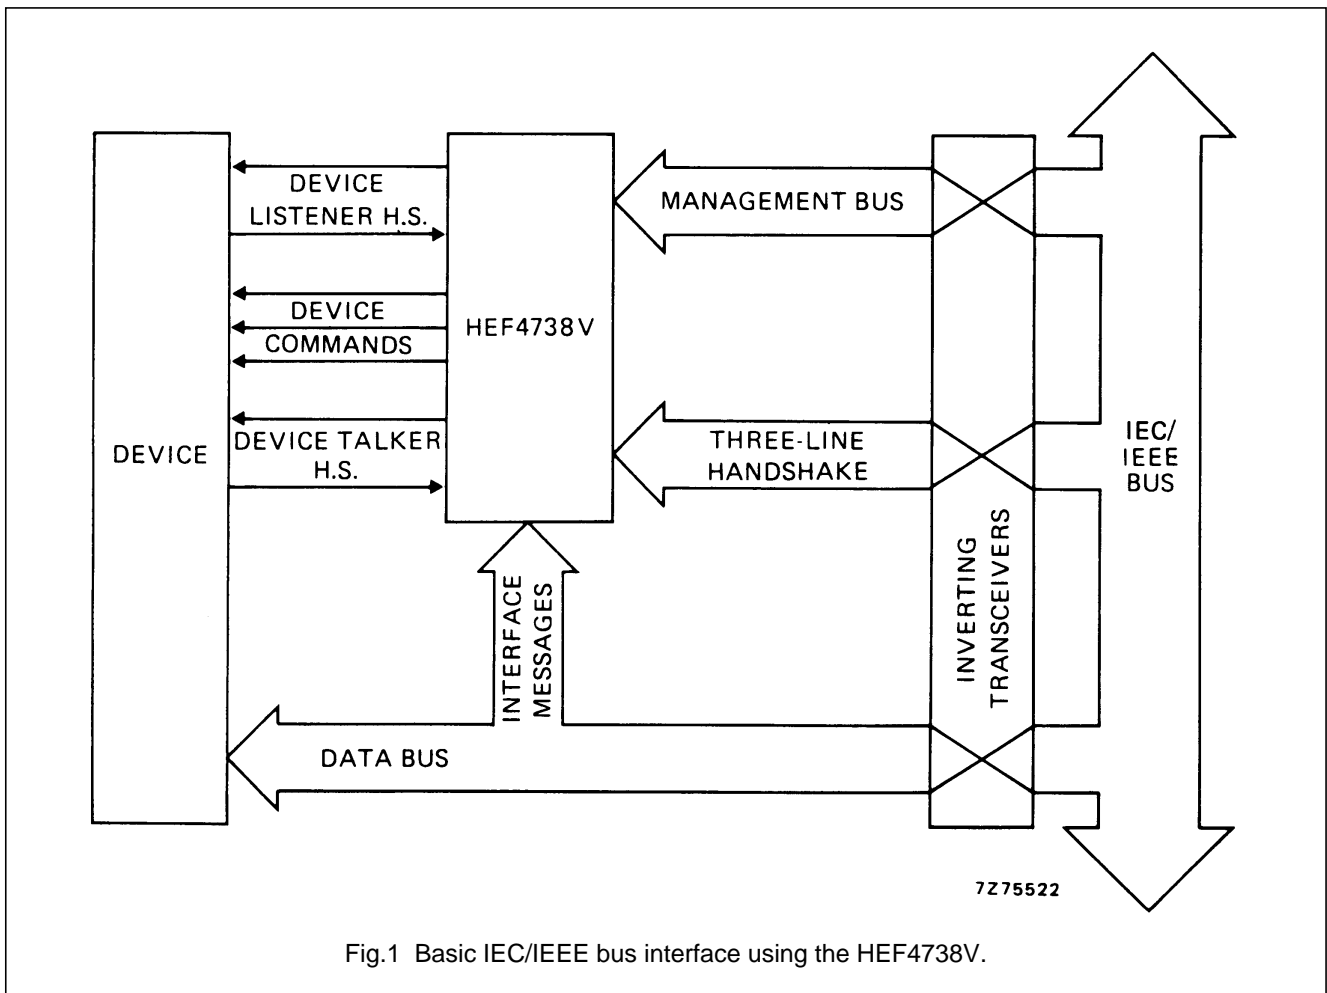 DEVICE
LISTENER H.S.
DEVICE
COMMANDS
DEVICE TALKER
H.S.
DEVICE
HEF4738V
MANAGEMENT BUS
THREE-LINE
HANDSHAKE
IEC/
IEEE
BUS
INTERFACE
MESSAGES
INVERTING
TRANSCEIVERS
DATA BUS
7Z75522
Fig.1 Basic IEC/IEEE bus interface using the HEF4738V.